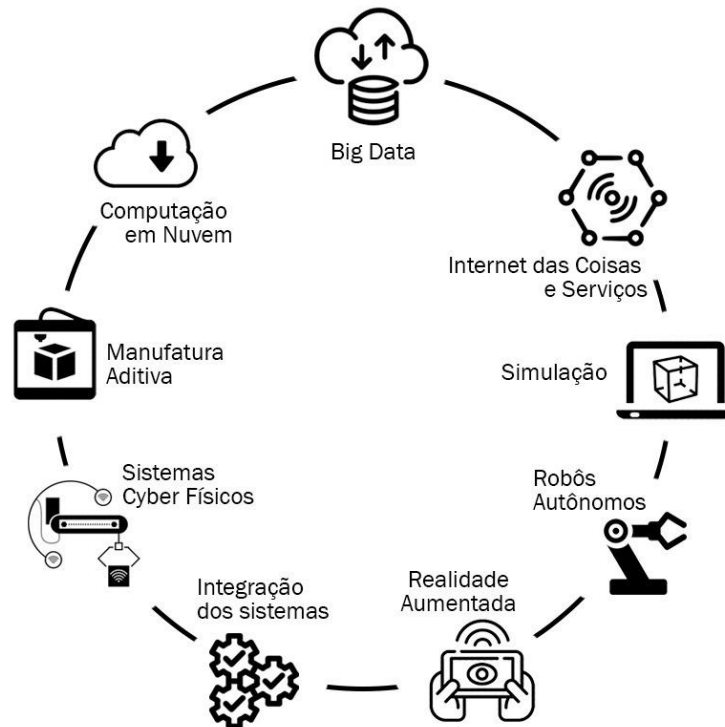 Big Data
Internet das Coisas
e Serviços
Simulação
Robôs
Autônomos
Realidade
Aumentada
Integração
dos sistemas
Sistemas
Cyber Físicos
Manufatura
Aditiva
Computação
em Nuvem